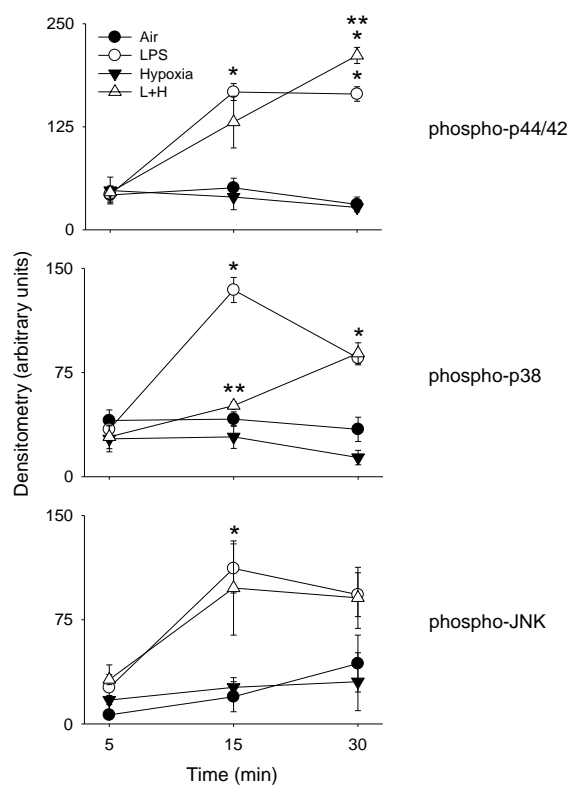 250
125
0
Air
LPS
Hypoxia
L+H
*
**
*
*
phospho-p44/42
Densitometry (arbitrary units)
150
75
0
*
**
*
phospho-p38
150
75
0
*
phospho-JNK
5
15
30
Time (min)